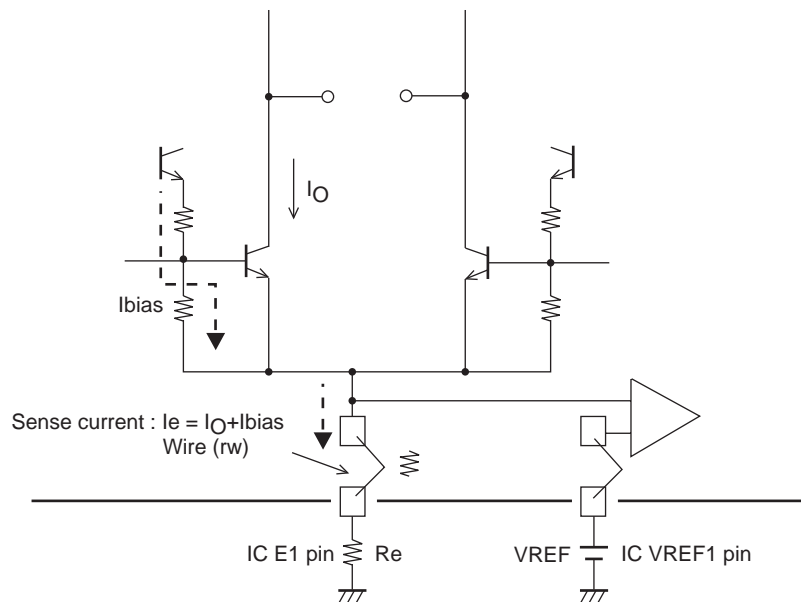 IO
Ibias
Sense current : Ie = IO+Ibias
Wire (rw)
IC E1 pin
Re
VREF
IC VREF1 pin